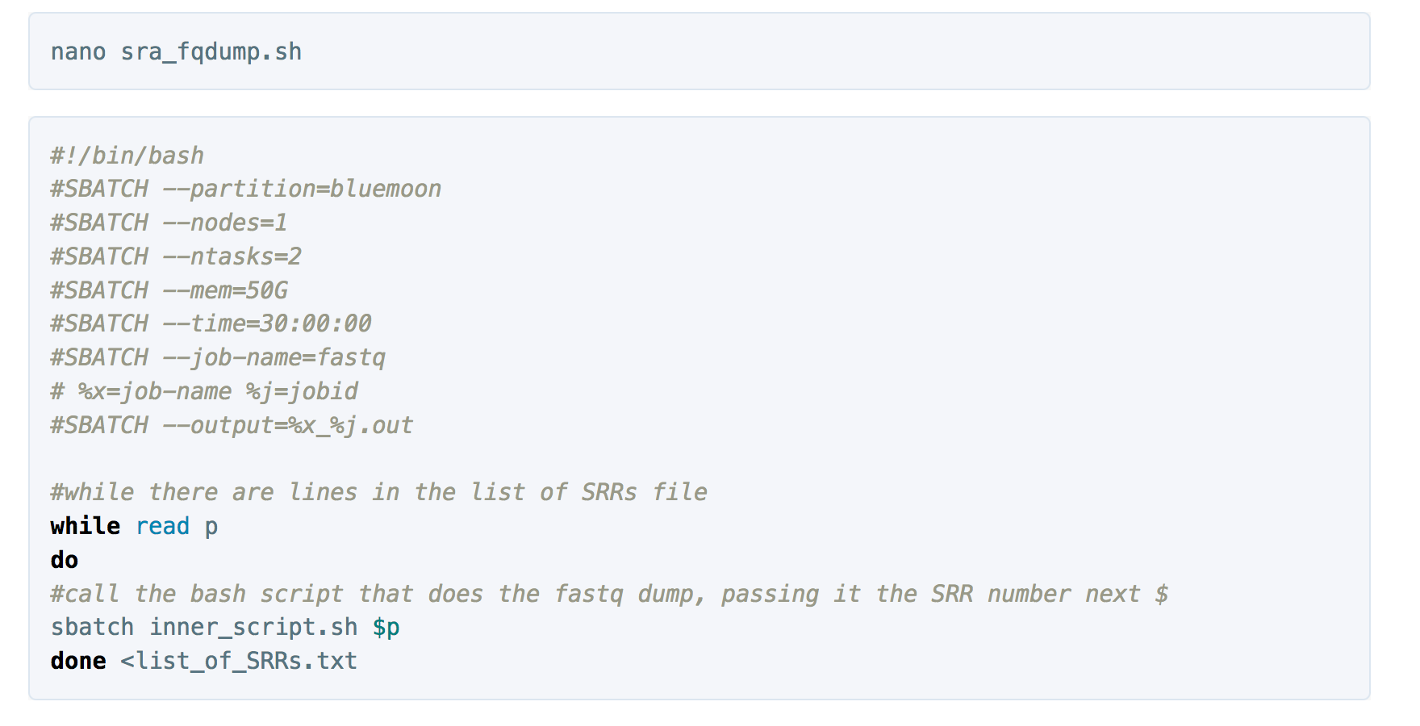 nano sra_fqdump.sh
#!/bin/bash
#SBATCH --partition=bluemoon
#SBATCH --nodes=1
#SBATCH --ntasks=2
#SBATCH --mem=50G
#SBATCH --time=30:00:00
#SBATCH --job-name=fastq
# %x=job-name %j=jobid
#SBATCH --output=%x_%j.out
#while there are lines in the list of SRRs file
while read p
do
#call the bash script that does the fastq dump, passing it the SRR number next $
sbatch inner_script.sh $p
done <list_of_SRRs.txt